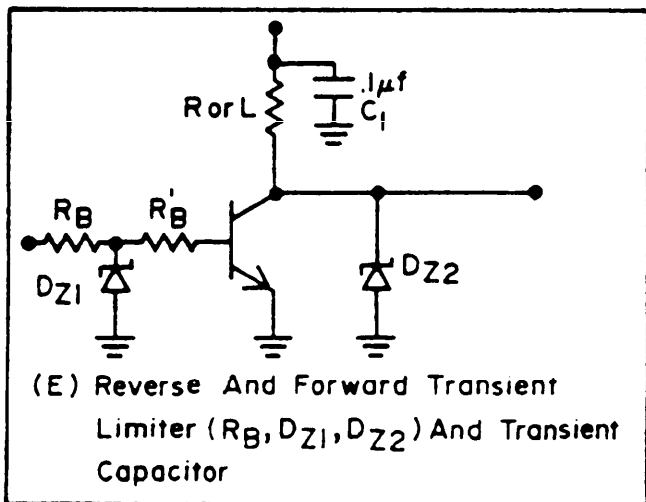 .1μf
R or L
C1
RB
R'B
DZ1
DZ2
(E) Reverse And Forward Transient
Limiter (RB, DZ1, DZ2) And Transient
Capacitor